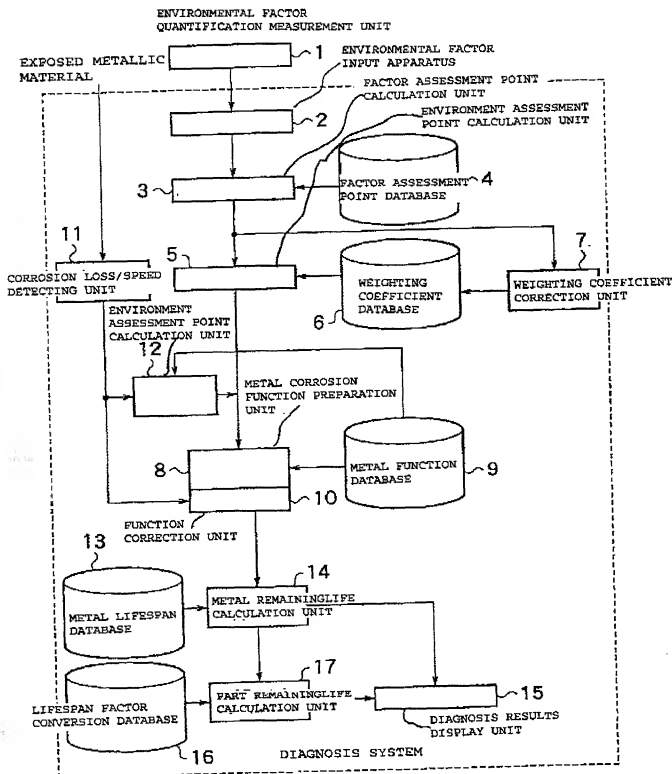 ENVIRONMENTAL FACTOR
QUANTIFICATION MEASUREMENT UNIT
1
EXPOSED METALLIC
MATERIAL
ENVIRONMENTAL FACTOR
INPUT APPARATUS
2
FACTOR ASSESSMENT POINT
CALCULATION UNIT
ENVIRONMENT ASSESSMENT
POINT CALCULATION UNIT
3
FACTOR ASSESSMENT
POINT DATABASE
4
11
CORROSION LOSS/SPEED
DETECTING UNIT
5
WEIGHTING
COEFFICIENT
DATABASE
6
7
WEIGHTING COEFFICIENT
CORRECTION UNIT
ENVIRONMENT
ASSESSMENT POINT
CALCULATION UNIT
12
METAL CORROSION
FUNCTION PREPARATION
UNIT
8
METAL FUNCTION
DATABASE
9
10
FUNCTION
CORRECTION UNIT
13
METAL LIFESPAN
DATABASE
14
METAL REMAININGLIFE
CALCULATION UNIT
LIFESPAN FACTOR
CONVERSION DATABASE
16
17
PART REMAININGLIFE
CALCULATION UNIT
15
DIAGNOSIS RESULTS
DISPLAY UNIT
DIAGNOSIS SYSTEM